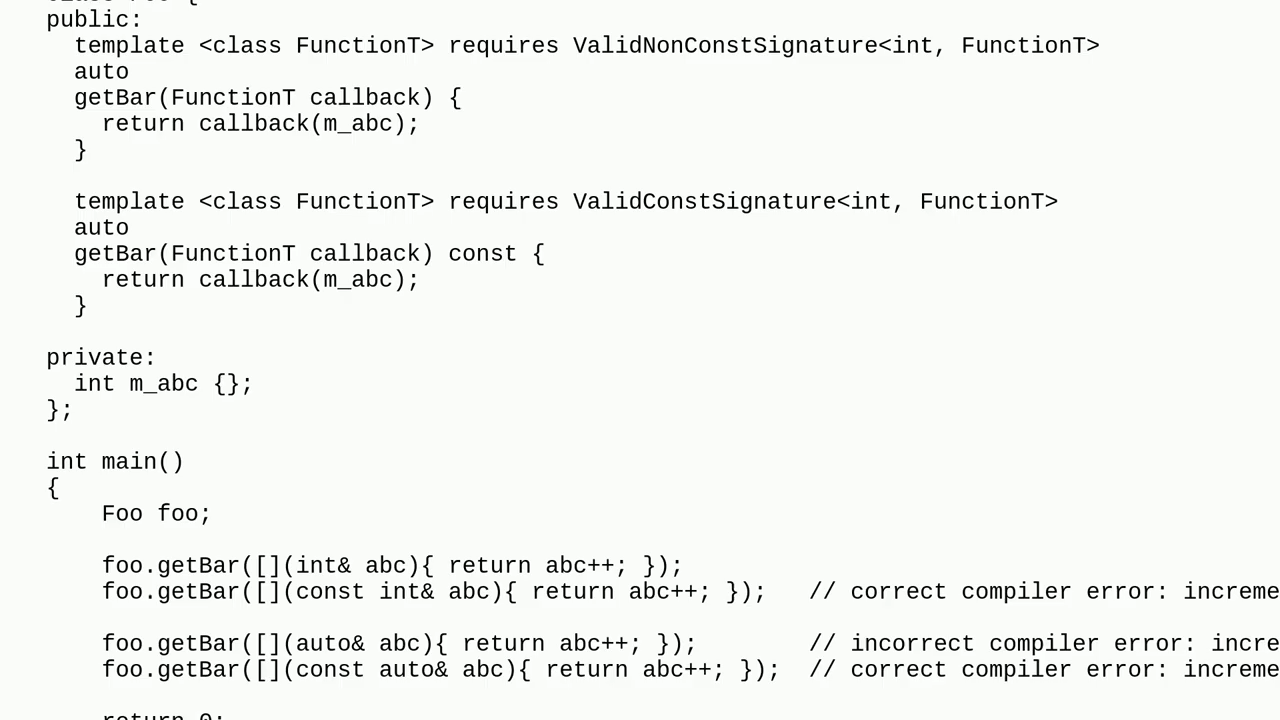 public:
  template <class FunctionT> requires ValidNonConstSignature<int, FunctionT>
  auto
  getBar(FunctionT callback) {
    return callback(m_abc);
  }

  template <class FunctionT> requires ValidConstSignature<int, FunctionT>
  auto
  getBar(FunctionT callback) const {
    return callback(m_abc);
  }

private:
  int m_abc {};
};

int main()
{
    Foo foo;

    foo.getBar([](int& abc){ return abc++; });
    foo.getBar([](const int& abc){ return abc++; });   // correct compiler error: increme

    foo.getBar([](auto& abc){ return abc++; });        // incorrect compiler error: incre
    foo.getBar([](const auto& abc){ return abc++; });  // correct compiler error: increme

    return 0;